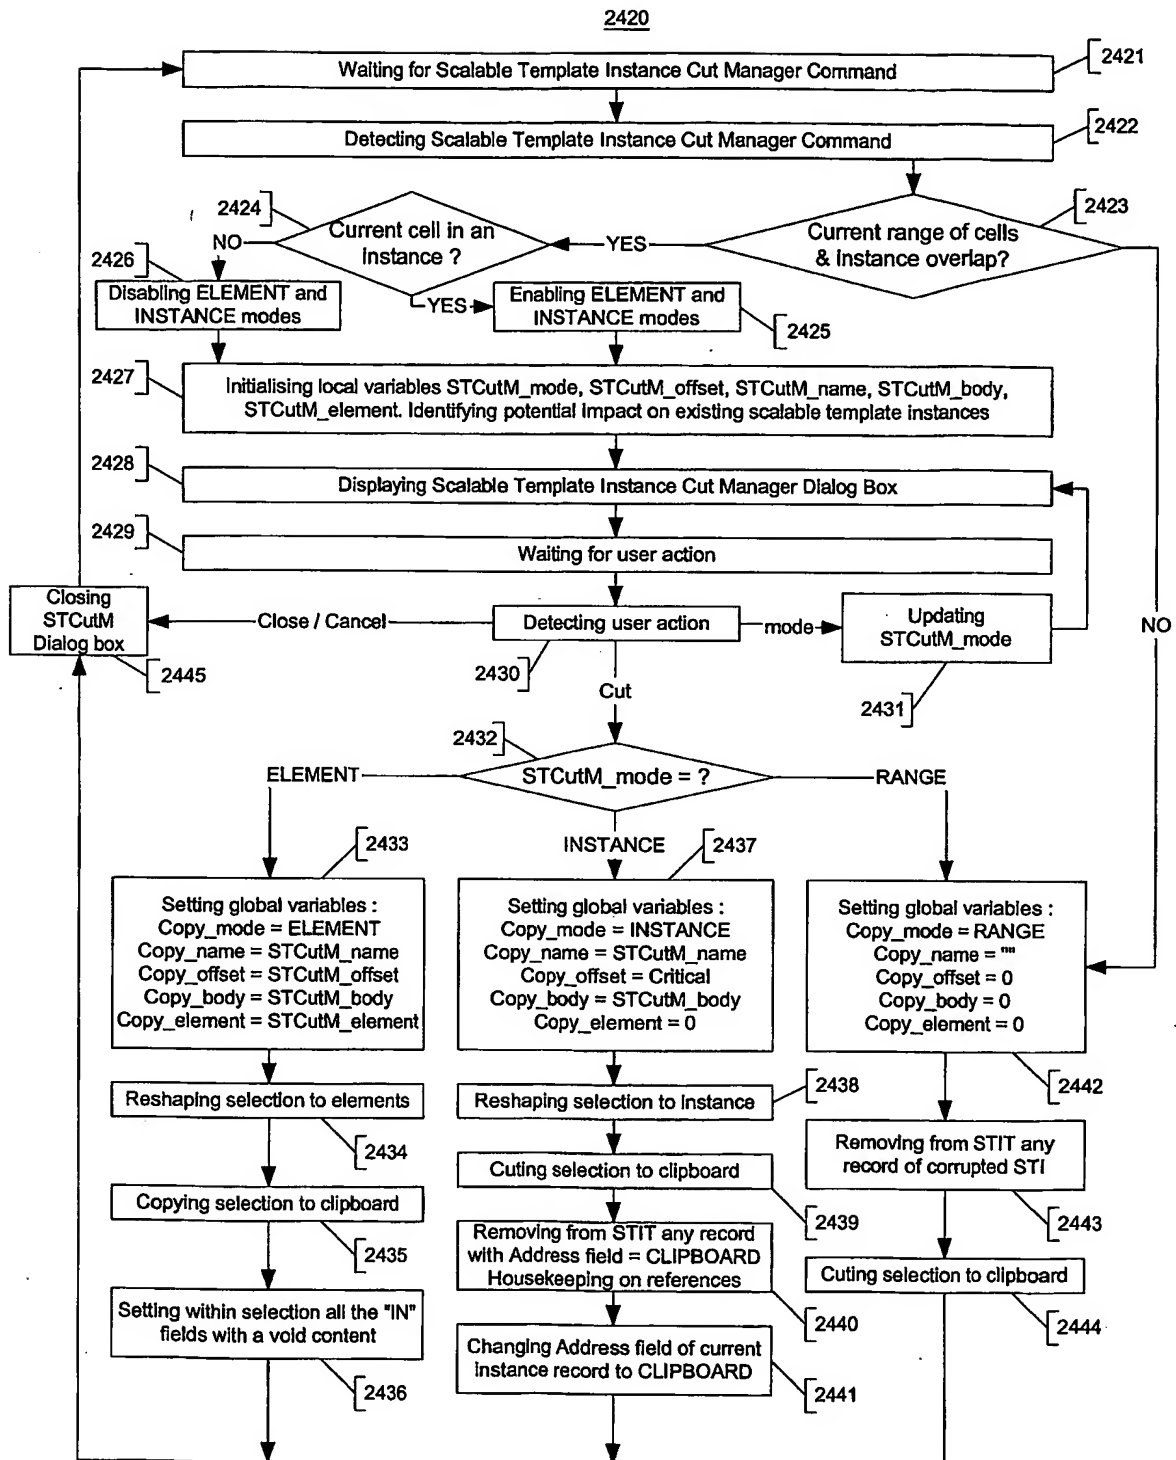 2420
Waiting for Scalable Template Instance Cut Manager Command
2421
Detecting Scalable Template Instance Cut Manager Command
2422
2424
Current cell in an
Instance ?
YES
Current range of cells
& Instance overlap?
2423
NO
2426
Disabling ELEMENT and
INSTANCE modes
YES
Enabling ELEMENT and
INSTANCE modes
2425
2427
Initialising local variables STCutM_mode, STCutM_offset, STCutM_name, STCutM_body,
STCutM_element. Identifying potential Impact on existing scalable template instances
2428
Displaying Scalable Template Instance Cut Manager Dialog Box
2429
Waiting for user action
Closing
STCutM
Dialog box
2445
Close / Cancel
Detecting user action
2430
mode
Updating
STCutM_mode
2431
NO
Cut
2432
STCutM_mode = ?
ELEMENT
INSTANCE
RANGE
2433
Setting global variables :
Copy_mode = ELEMENT
Copy_name = STCutM_name
Copy_offset = STCutM_offset
Copy_body = STCutM_body
Copy_element = STCutM_element
Reshaping selection to elements
2434
Copying selection to clipboard
2435
Setting within selection all the "IN"
fields with a void content
2436
2437
Setting global variables :
Copy_mode = INSTANCE
Copy_name = STCutM_name
Copy_offset = Critical
Copy_body = STCutM_body
Copy_element = 0
Reshaping selection to Instance
2438
Cuting selection to clipboard
2439
Removing from STIT any record
with Address field = CLIPBOARD
Housekeeping on references
2440
Changing Address field of current
instance record to CLIPBOARD
2441
Setting global variables :
Copy_mode = RANGE
Copy_name = ""
Copy_offset = 0
Copy_body = 0
Copy_element = 0
2442
Removing from STIT any
record of corrupted STI
2443
Cuting selection to clipboard
2444